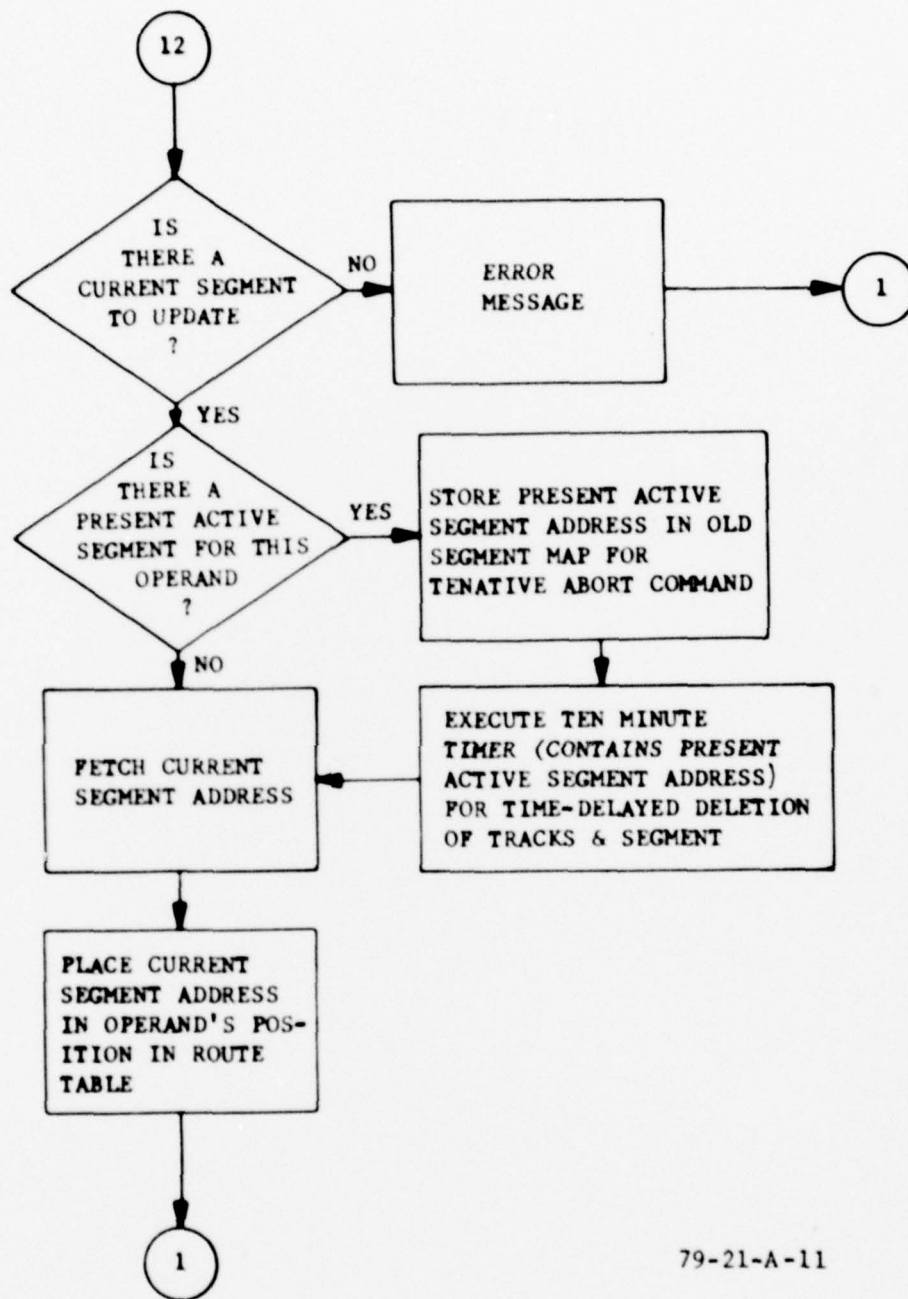 12
IS
THERE A
CURRENT SEGMENT
TO UPDATE
?
NO
ERROR
MESSAGE
1
YES
IS
THERE A
PRESENT ACTIVE
SEGMENT FOR THIS
OPERAND
?
YES
STORE PRESENT ACTIVE
SEGMENT ADDRESS IN OLD
SEGMENT MAP FOR
TENATIVE ABORT COMMAND
NO
EXECUTE TEN MINUTE
TIMER (CONTAINS PRESENT
ACTIVE SEGMENT ADDRESS)
FOR TIME-DELAYED DELETION
OF TRACKS & SEGMENT
FETCH CURRENT
SEGMENT ADDRESS
PLACE CURRENT
SEGMENT ADDRESS
IN OPERAND'S POS-
ITION IN ROUTE
TABLE
1
79-21-A-11